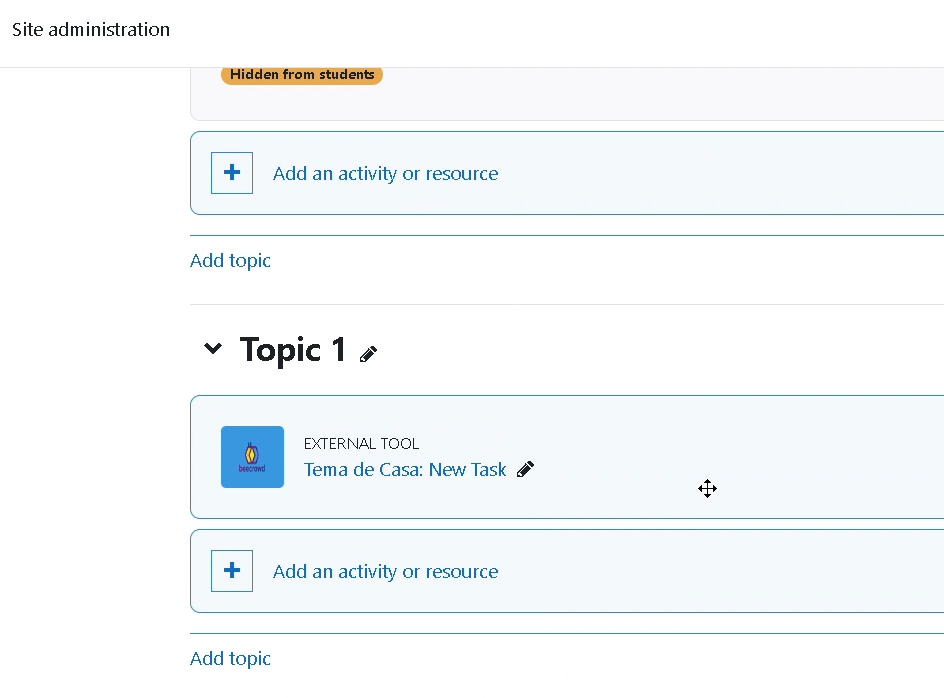 Site administration
Hidden from students
Add an activity or resource
Add topic
Topic 1
EXTERNAL TOOL
beecrowd
Tema de Casa: New Task
Add an activity or resource
Add topic